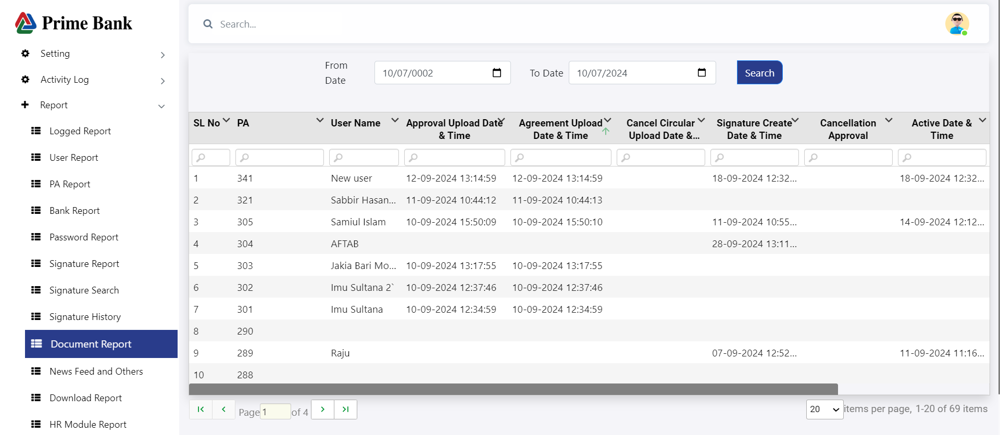 Prime Bank
Setting
Activity Log
Report
Logged Report
User Report
PA Report
Bank Report
Password Report
Signature Report
Signature Search
Signature History
Document Report
News Feed and Others
Download Report
HR Module Report
Search...
From Date 10/07/0002 To Date 10/07/2024 Search
SL No PA User Name Approval Upload Date & Time Agreement Upload Date & Time Cancel Circular Upload Date &... Signature Create Date & Time Cancellation Approval Active Date & Time
1 341 New user 12-09-2024 13:14:59 12-09-2024 13:14:59 18-09-2024 12:32... 18-09-2024 12:32...
2 321 Sabbir Hasan... 11-09-2024 10:44:12 11-09-2024 10:44:13
3 305 Samiul Islam 10-09-2024 15:50:09 10-09-2024 15:50:10 11-09-2024 10:55... 14-09-2024 12:12...
4 304 AFTAB 28-09-2024 13:11...
5 303 Jakia Bari Mo... 10-09-2024 13:17:55 10-09-2024 13:17:55
6 302 Imu Sultana 2` 10-09-2024 12:37:46 10-09-2024 12:37:46
7 301 Imu Sultana 10-09-2024 12:34:59 10-09-2024 12:34:59
8 290
9 289 Raju 07-09-2024 12:52... 11-09-2024 11:16...
10 288
Page 1 of 4 20 items per page, 1-20 of 69 items